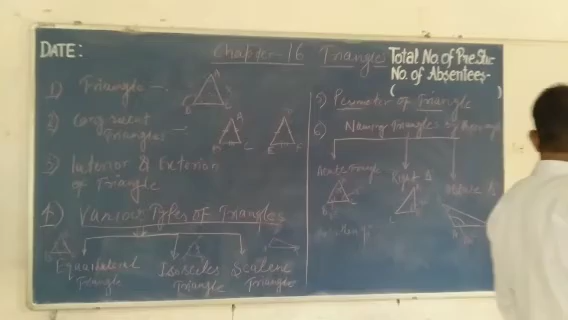 DATE:
Chapter-16 Triangles
Total No. of Pre
No. of Absentees-
( )
1) Triangle -
2) Congruent
Triangles -
3) Interior & Exterior
of Triangle
4) Various Types of Triangles
Equilateral
Triangle
Isosceles
Triangle
Scalene
Triangle
5) Perimeter of Triangle
6) Naming Triangles by
Acute Triangle
Right Δ
Obtuse Δ